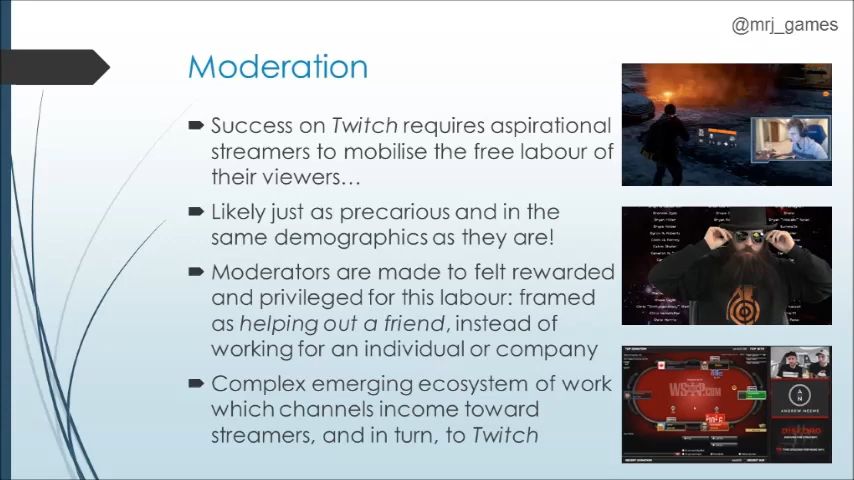 @mrj_games
Moderation
Success on Twitch requires aspirational
streamers to mobilise the free labour of
their viewers…
Likely just as precarious and in the
same demographics as they are!
Moderators are made to felt rewarded
and privileged for this labour: framed
as helping out a friend, instead of
working for an individual or company
Complex emerging ecosystem of work
which channels income toward
streamers, and in turn, to Twitch
ANDREW NEEME
DISCORD